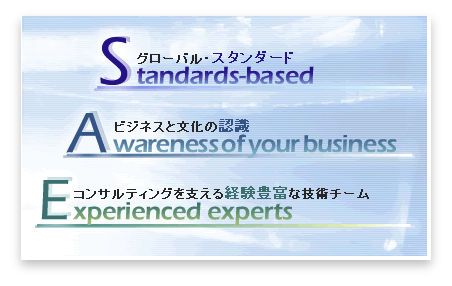 グローバル・スタンダード
Standards-based
ビジネスと文化の認識
Awareness of your business
コンサルティングを支える経験豊富な技術チーム
Experienced experts